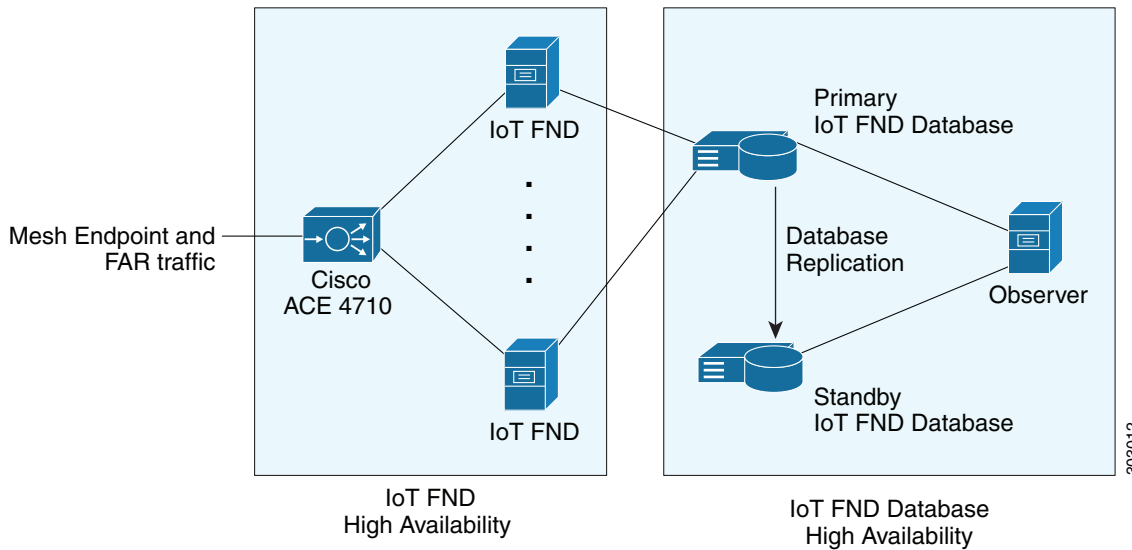 IoT FND
Primary
IoT FND Database
Mesh Endpoint and
FAR traffic
Cisco
ACE 4710
Database
Replication
Observer
IoT FND
Standby
IoT FND Database
IoT FND
High Availability
IoT FND Database
High Availability